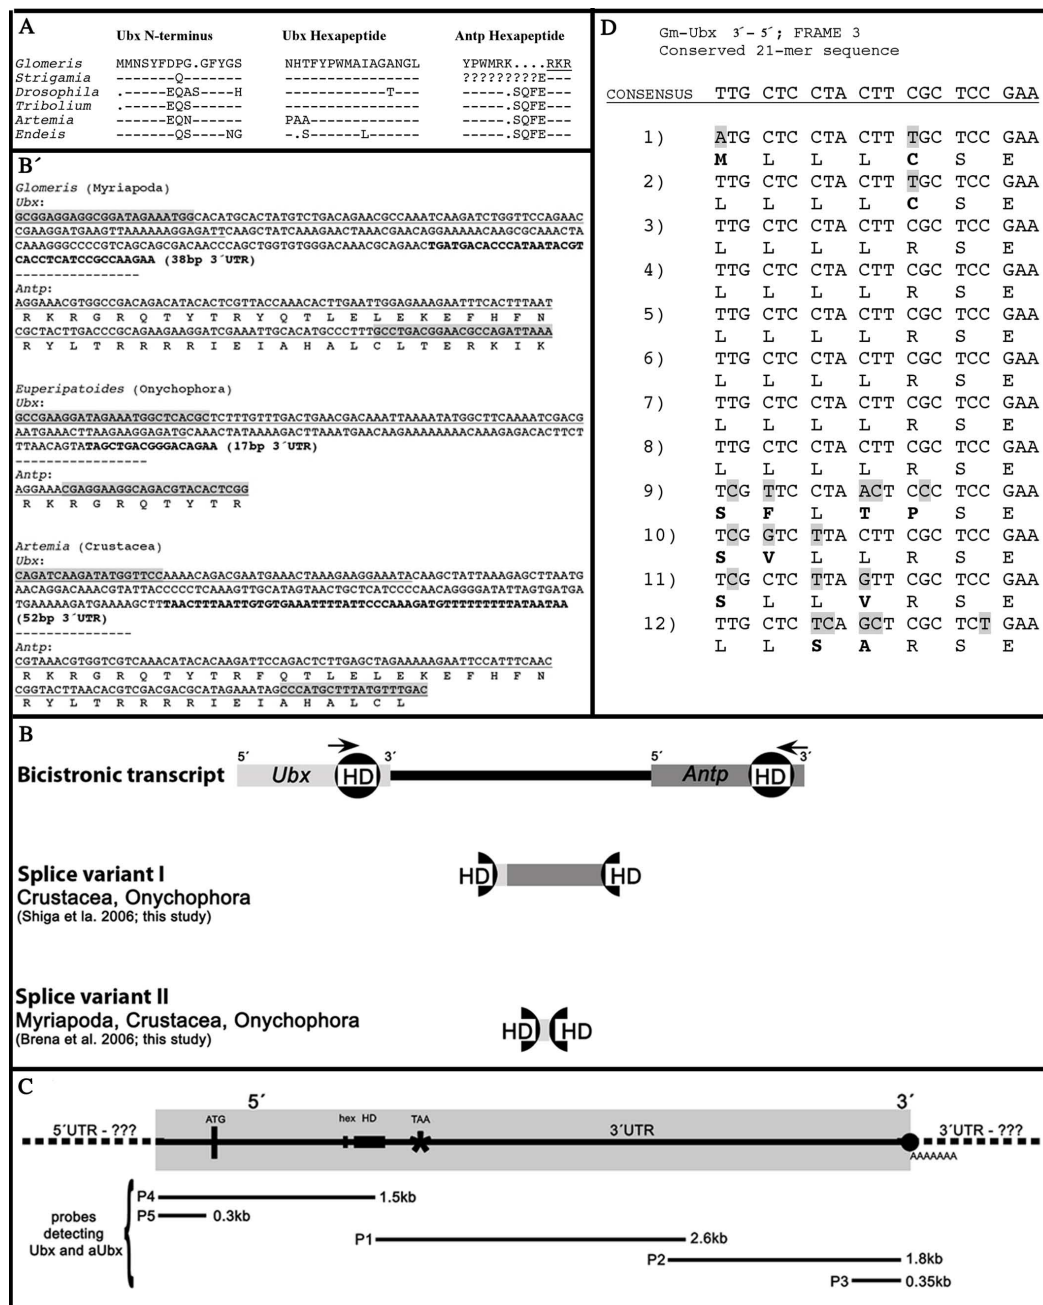 A
Ubx N-terminus Ubx Hexapeptide Antp Hexapeptide
Glomeris MMNSYFDPG.GFYGS NHTFYPWMAIAGANGL YPWMRK....RKR
Strigamia -------Q------- ---------------- ?????????E---
Drosophila .-----EQAS----H ------------T--- ------.SQFE---
Tribolium .-----EQS------ ---------------- ------.SQFE---
Artemia ------EQN------ PAA------------- ------.SQFE---
Endeis -------QS---NG -.S------L------ ------.SQFE---
B´
Glomeris (Myriapoda)
Ubx:
GCGGAGGAGGCGGATAGAAATGGCACATGCACTATGTCTGACAGAACGCCAAATCAAGATCTGGTTCCAGAAC
CGAAGGATGAAGTTAAAAAAGGAGATTCAAGCTATCAAAGAACTAAACGAACAGGAAAAACAAGCGCAAACTA
CAAAGGGCCCCGTCAGCAGCGACAACCCAGCTGGTGTGGGACAAACGCAGAACTGATGACACCCATAATACGT
CACCTCATCCGCCAAGAA (38bp 3´UTR)
----------------
Antp:
AGGAAACGTGGCCGACAGACATACACTCGTTACCAAACACTTGAATTGGAGAAAGAATTTCACTTTAAT
R K R G R Q T Y T R Y Q T L E L E K E F H F N
CGCTACTTGACCCGCAGAAGAAGGATCGAAATTGCACATGCCCTTTGCCTGACGGAACGCCAGATTAAA
R Y L T R R R R I E I A H A L C L T E R K I K
Euperipatoides (Onychophora)
Ubx:
GCCGAAGGATAGAAATGGCTCACGCTCTTTGTTTGACTGAACGACAAATTAAAATATGGCTTCAAAATCGACG
AATGAAACTTAAGAAGGAGATGCAAACTATAAAAGACTTAAATGAACAAGAAAAAAAACAAAGAGACACTTCT
TTAACAGTATAGCTGACGGGACAGAA (17bp 3´UTR)
-----------------
Antp:
AGGAAACGAGGAAGGCAGACGTACACTCGG
R K R G R Q T Y T R
Artemia (Crustacea)
Ubx:
CAGATCAAGATATGGTTCCAAAACAGACGAATGAAACTAAAGAAGGAAATACAAGCTATTAAAGAGCTTAATG
AACAGGACAAACGTATTACCCCCTCAAAGTTGCATAGTAACTGCTCATCCCCAACAGGGGATATTAGTGATGA
TGAAAAAGATGAAAAGCTTTAACTTTAATTGTGTGAAATTTTATTCCCAAAGATGTTTTTTTTTTATAATAA
(52bp 3´UTR)
---------------
Antp:
CGTAAACGTGGTCGTCAAACATACACAAGATTCCAGACTCTTGAGCTAGAAAAAGAATTCCATTTCAAC
R K R G R Q T Y T R F Q T L E L E K E F H F N
CGGTACTTAACACGTCGACGACGCATAGAAATAGCCCATGCTTTATGTTTGAC
R Y L T R R R R I E I A H A L C L
D
Gm-Ubx 3´- 5´; FRAME 3
Conserved 21-mer sequence
CONSENSUS TTG CTC CTA CTT CGC TCC GAA
1) ATG CTC CTA CTT TGC TCC GAA
M L L L C S E
2) TTG CTC CTA CTT TGC TCC GAA
L L L L C S E
3) TTG CTC CTA CTT CGC TCC GAA
L L L L R S E
4) TTG CTC CTA CTT CGC TCC GAA
L L L L R S E
5) TTG CTC CTA CTT CGC TCC GAA
L L L L R S E
6) TTG CTC CTA CTT CGC TCC GAA
L L L L R S E
7) TTG CTC CTA CTT CGC TCC GAA
L L L L R S E
8) TTG CTC CTA CTT CGC TCC GAA
L L L L R S E
9) TCG TTC CTA ACT CCC TCC GAA
S F L T P S E
10) TCG GTC TTA CTT CGC TCC GAA
S V L L R S E
11) TCG CTC TTA GTT CGC TCC GAA
S L L V R S E
12) TTG CTC TCA GCT CGC TCT GAA
L L S A R S E
B
5´ 3´ 5´ 3´
Bicistronic transcript Ubx HD Antp HD
Splice variant I HD HD
Crustacea, Onychophora
(Shiga et la. 2006; this study)
Splice variant II
Myriapoda, Crustacea, Onychophora HD HD
(Brena et al. 2006; this study)
C
5´ 3´
ATG hex HD TAA
5´UTR - ??? 3´UTR 3´UTR - ???
AAAAAAA
P4 1.5kb
P5 0.3kb
probes
detecting
Ubx and aUbx
P1 2.6kb
P2 1.8kb
P3 0.35kb